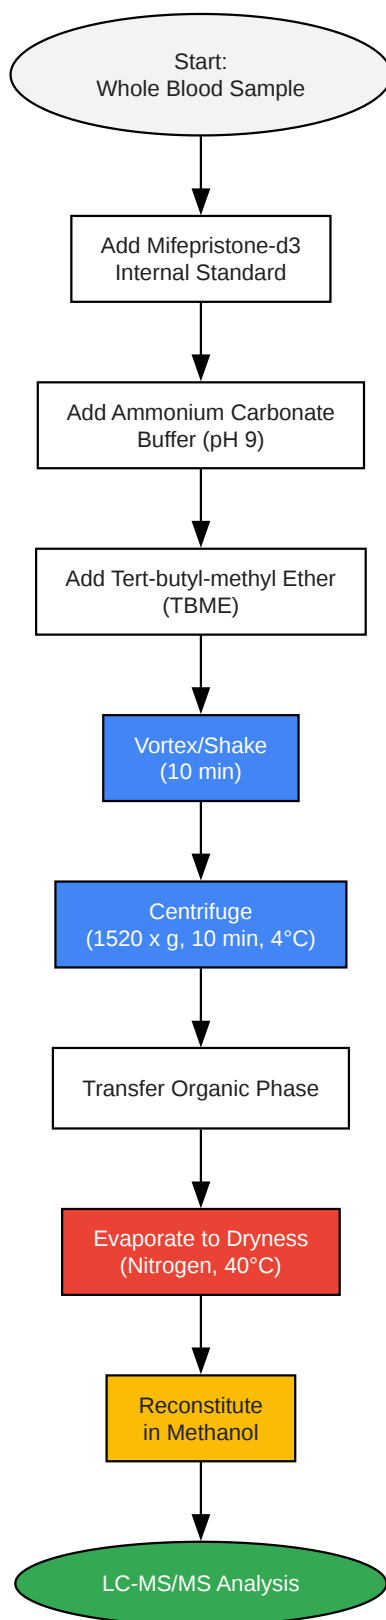 Start:
Whole Blood Sample
Add Mifepristone-d3
Internal Standard
Add Ammonium Carbonate
Buffer (pH 9)
Add Tert-butyl-methyl Ether
(TBME)
Vortex/Shake
(10 min)
Centrifuge
(1520 x g, 10 min, 4°C)
Transfer Organic Phase
Evaporate to Dryness
(Nitrogen, 40°C)
Reconstitute
in Methanol
LC-MS/MS Analysis